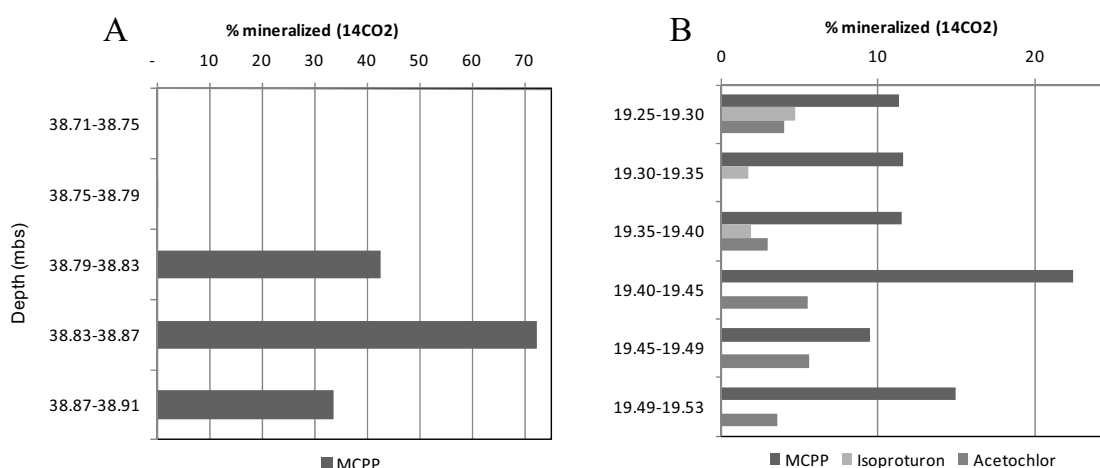 A
% mineralized (14CO2)
- 10 20 30 40 50 60 70
Depth (mbs)
38.71-38.75
38.75-38.79
38.79-38.83
38.83-38.87
38.87-38.91
MCPP
B
% mineralized (14CO2)
0 10 20
19.25-19.30
19.30-19.35
19.35-19.40
19.40-19.45
19.45-19.49
19.49-19.53
MCPP Isoproturon Acetochlor